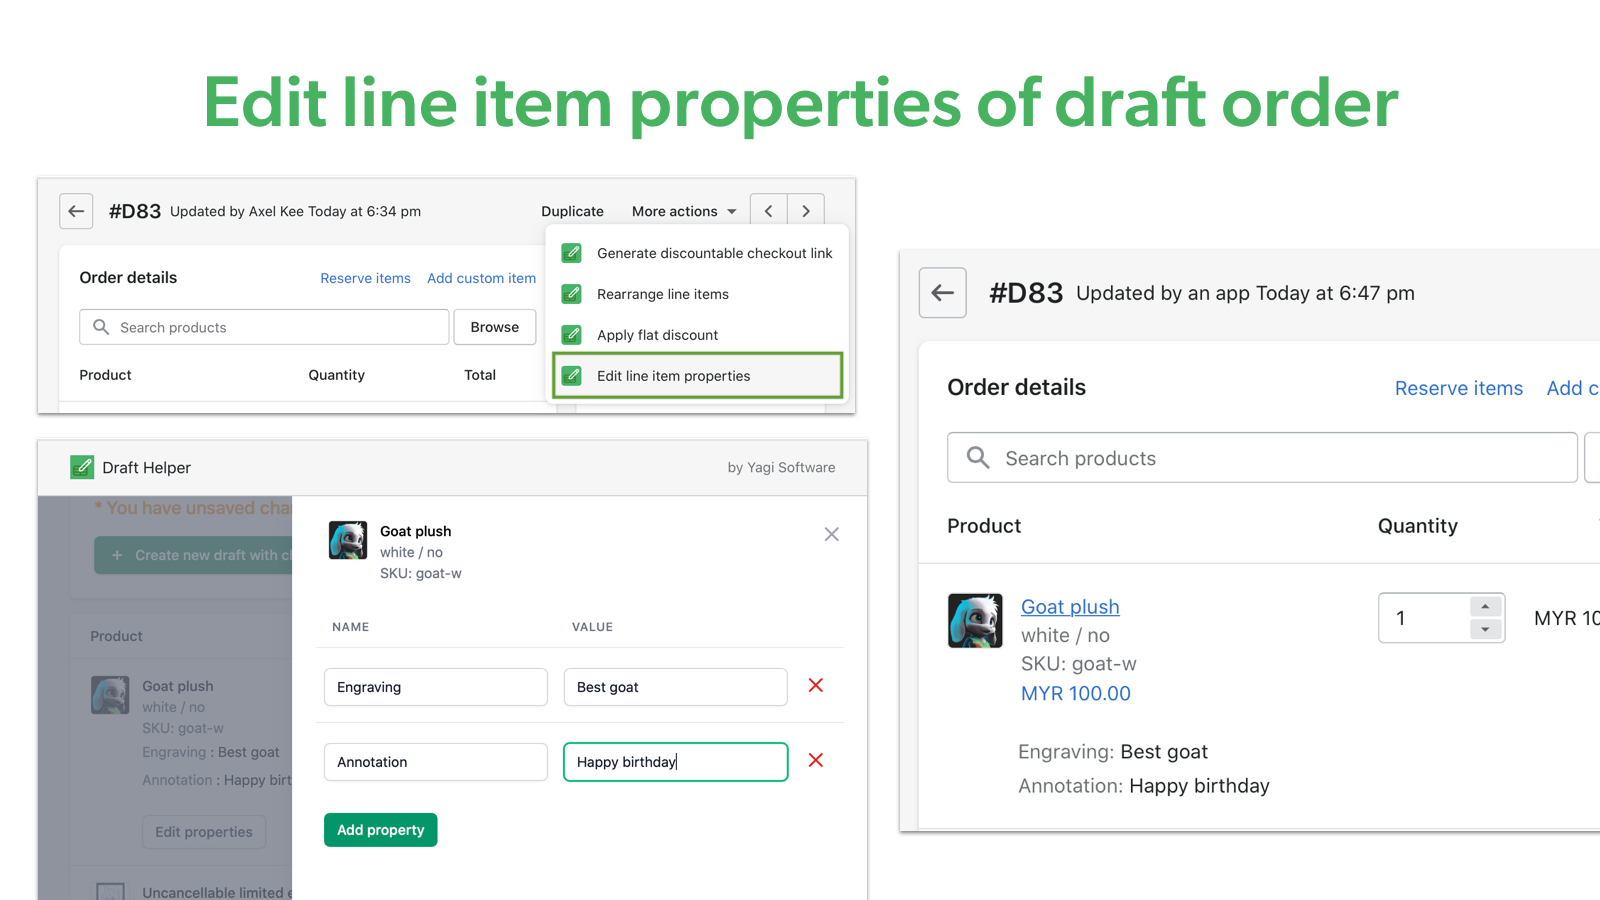 Edit line item properties of draft order
#D83 Updated by Axel Kee Today at 6:34 pm
Duplicate
More actions
Order details
Reserve items
Add custom item
Search products
Browse
Product
Quantity
Total
Generate discountable checkout link
Rearrange line items
Apply flat discount
Edit line item properties
Draft Helper
by Yagi Software
* You have unsaved cha
+ Create new draft with c
Product
Goat plush
white / no
SKU: goat-w
Engraving : Best goat
Annotation : Happy birt
Edit properties
Uncancellable limited e
Goat plush
white / no
SKU: goat-w
NAME
VALUE
Engraving
Best goat
Annotation
Happy birthday
Add property
#D83 Updated by an app Today at 6:47 pm
Order details
Reserve items
Add c
Search products
Product
Quantity
Goat plush
white / no
SKU: goat-w
MYR 100.00
1
MYR 10
Engraving: Best goat
Annotation: Happy birthday